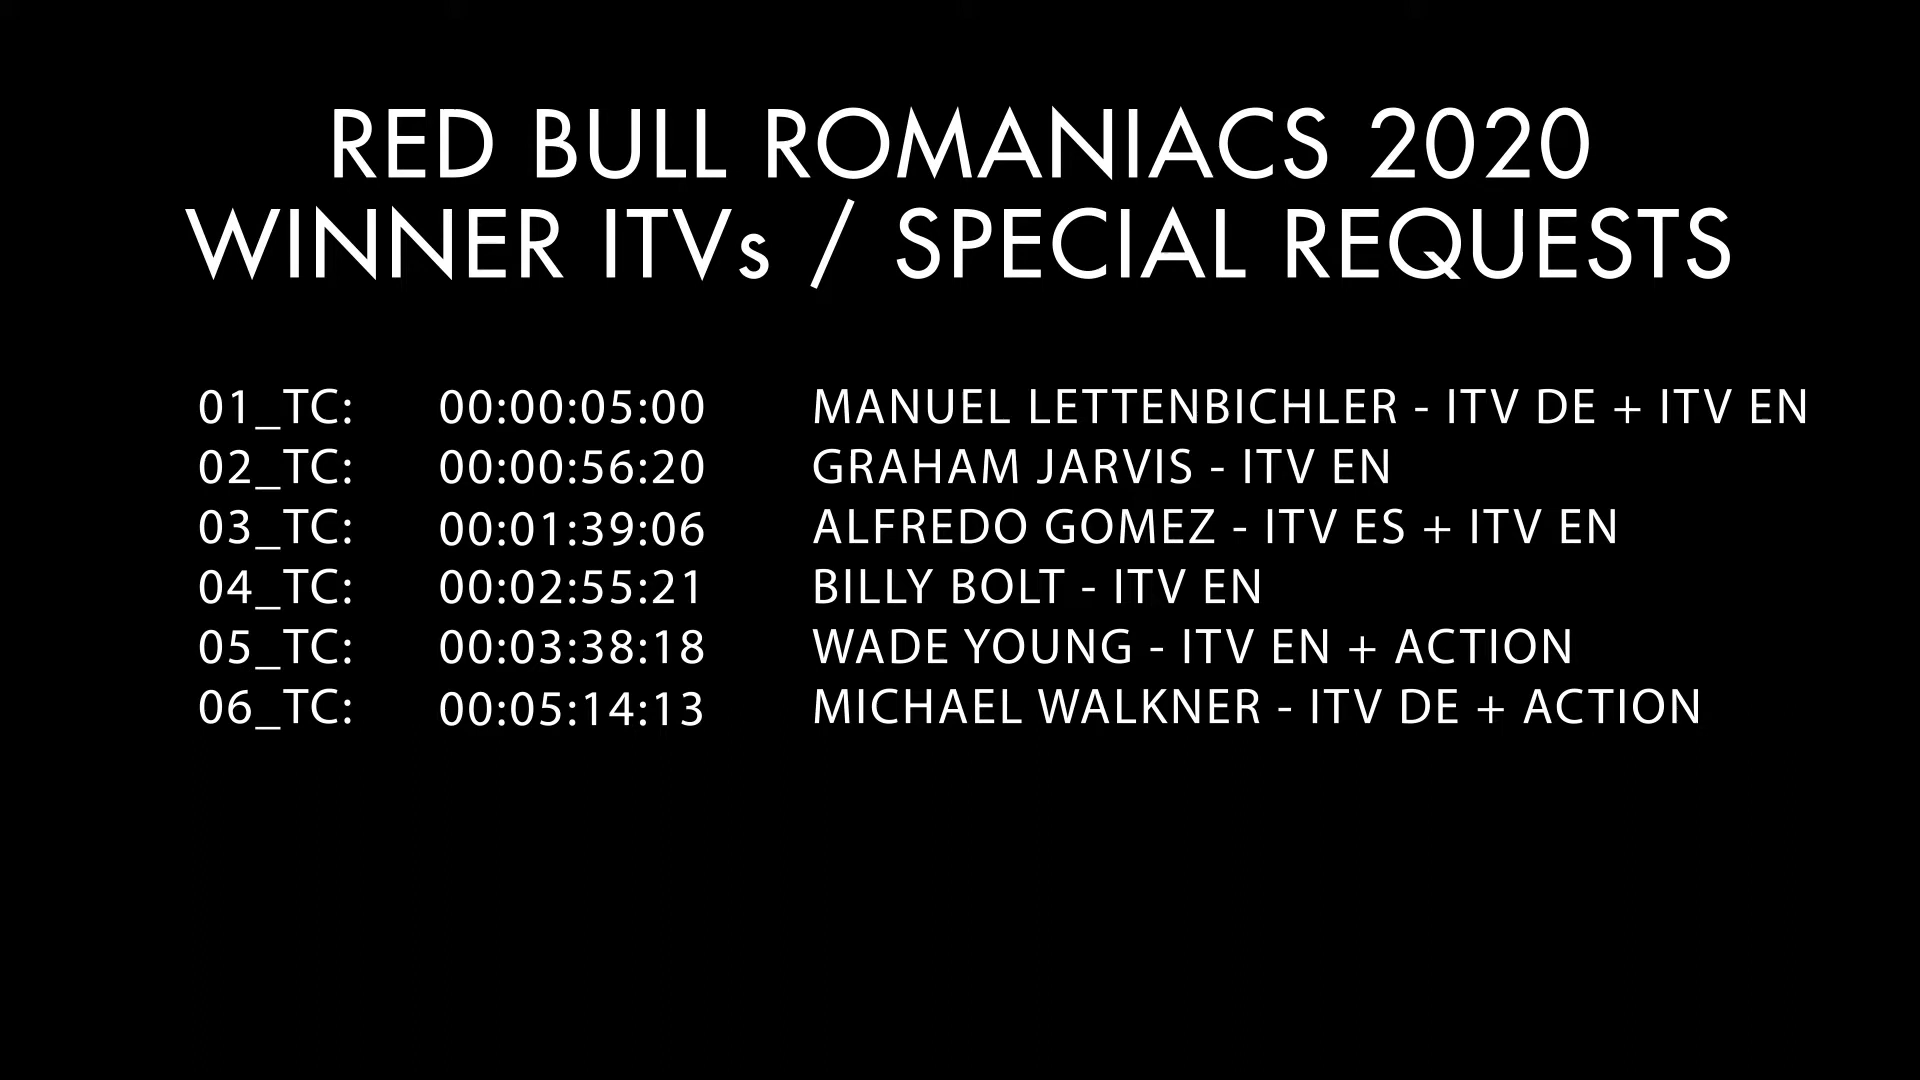 RED BULL ROMANIACS 2020
WINNER ITVs / SPECIAL REQUESTS
01_TC: 00:00:05:00 MANUEL LETTENBICHLER - ITV DE + ITV EN
02_TC: 00:00:56:20 GRAHAM JARVIS - ITV EN
03_TC: 00:01:39:06 ALFREDO GOMEZ - ITV ES + ITV EN
04_TC: 00:02:55:21 BILLY BOLT - ITV EN
05_TC: 00:03:38:18 WADE YOUNG - ITV EN + ACTION
06_TC: 00:05:14:13 MICHAEL WALKNER - ITV DE + ACTION